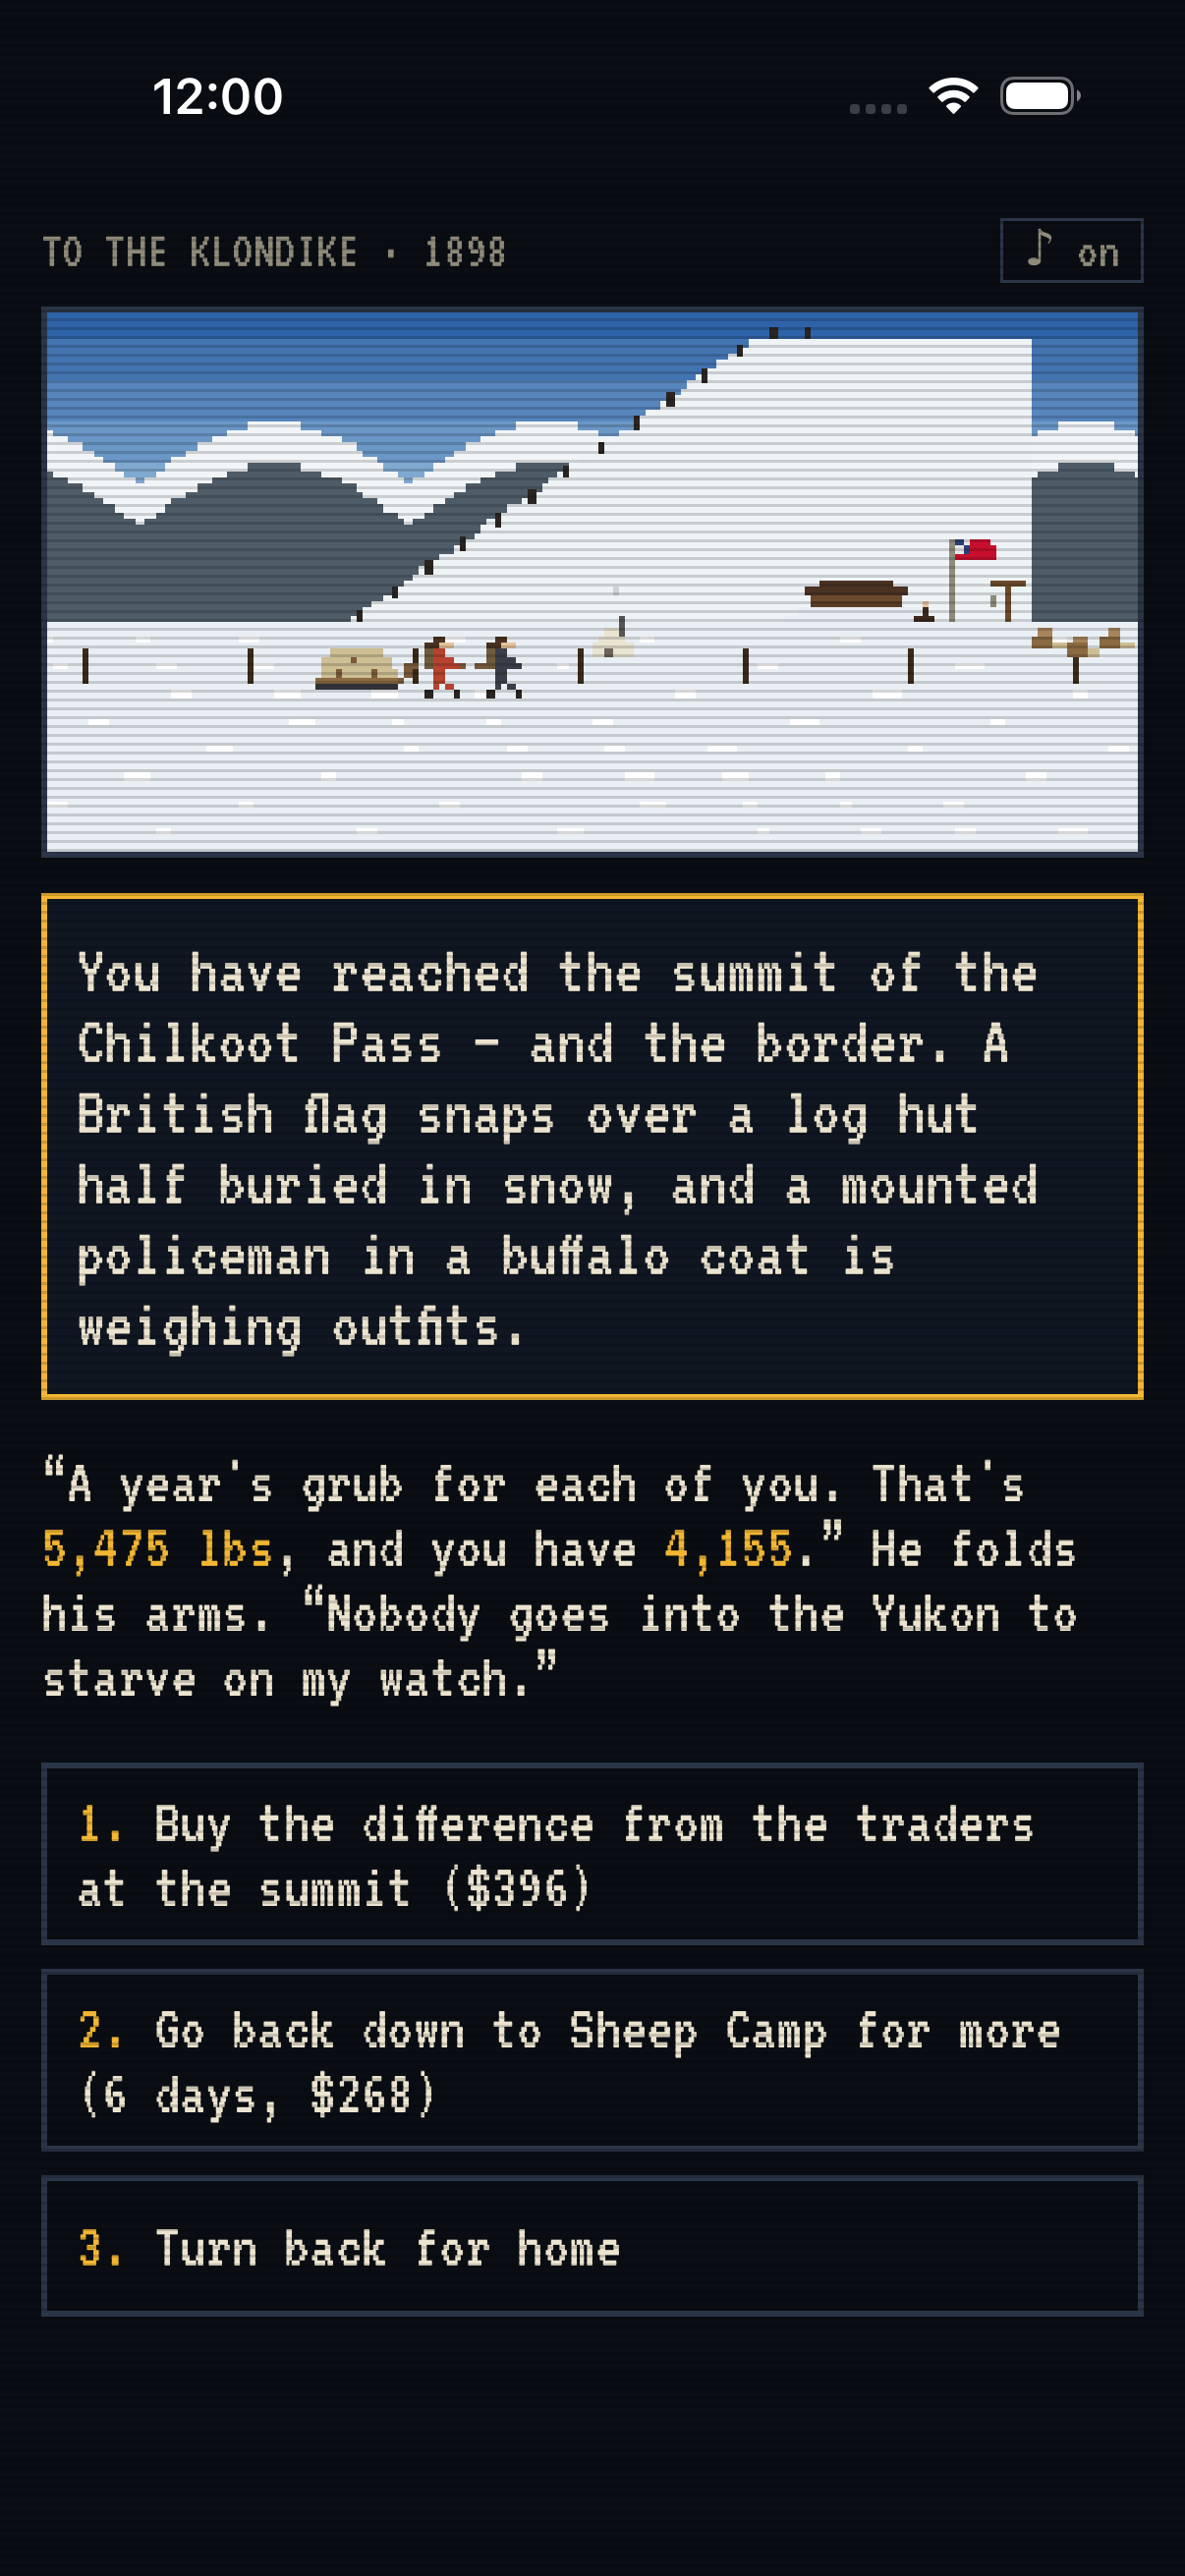 12:00
TO THE KLONDIKE · 1898
♪ on
You have reached the summit of the
Chilkoot Pass — and the border. A
British flag snaps over a log hut
half buried in snow, and a mounted
policeman in a buffalo coat is
weighing outfits.
“A year's grub for each of you. That's
5,475 lbs, and you have 4,155.” He folds
his arms. “Nobody goes into the Yukon to
starve on my watch.”
1. Buy the difference from the traders
at the summit ($396)
2. Go back down to Sheep Camp for more
(6 days, $268)
3. Turn back for home